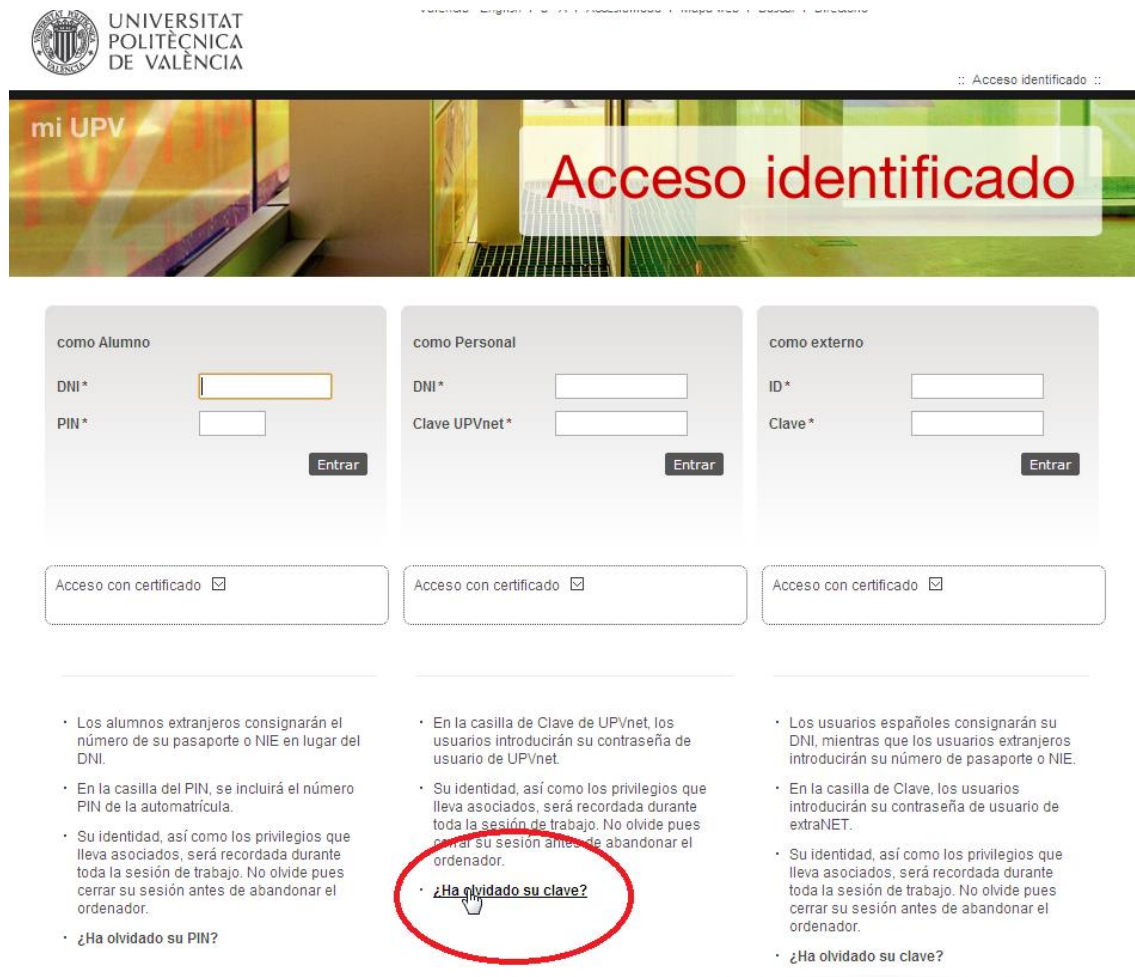 UNIVERSITAT
POLITÈCNICA
DE VALÈNCIA
:: Acceso identificado ::
mi UPV
Acceso identificado
como Alumno
DNI *
PIN *
Entrar
como Personal
DNI *
Clave UPVnet *
Entrar
como externo
ID *
Clave *
Entrar
Acceso con certificado
Acceso con certificado
Acceso con certificado
· Los alumnos extranjeros consignarán el
número de su pasaporte o NIE en lugar del
DNI.
· En la casilla del PIN, se incluirá el número
PIN de la automatrícula.
· Su identidad, así como los privilegios que
lleva asociados, será recordada durante
toda la sesión de trabajo. No olvide pues
cerrar su sesión antes de abandonar el
ordenador.
· ¿Ha olvidado su PIN?
· En la casilla de Clave de UPVnet, los
usuarios introducirán su contraseña de
usuario de UPVnet.
· Su identidad, así como los privilegios que
lleva asociados, será recordada durante
toda la sesión de trabajo. No olvide pues
cerrar su sesión antes de abandonar el
ordenador.
· ¿Ha olvidado su clave?
· Los usuarios españoles consignarán su
DNI, mientras que los usuarios extranjeros
introducirán su número de pasaporte o NIE.
· En la casilla de Clave, los usuarios
introducirán su contraseña de usuario de
extraNET.
· Su identidad, así como los privilegios que
lleva asociados, será recordada durante
toda la sesión de trabajo. No olvide pues
cerrar su sesión antes de abandonar el
ordenador.
· ¿Ha olvidado su clave?